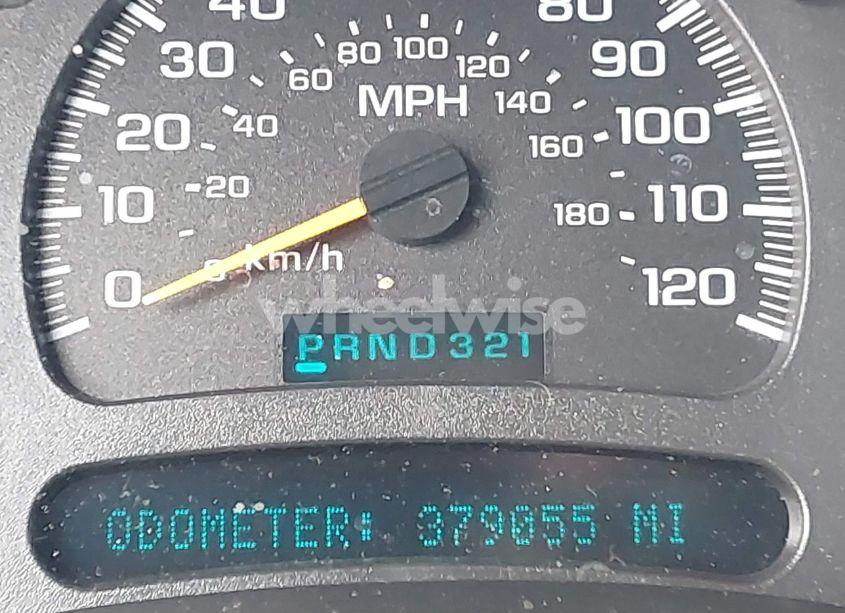 40 80
30 60 80 100 120 90
MPH 140
20 40 160 100
10 20 180 110
0 km/h 120
wheelwise
PRND321
ODOMETER: 379055 MI